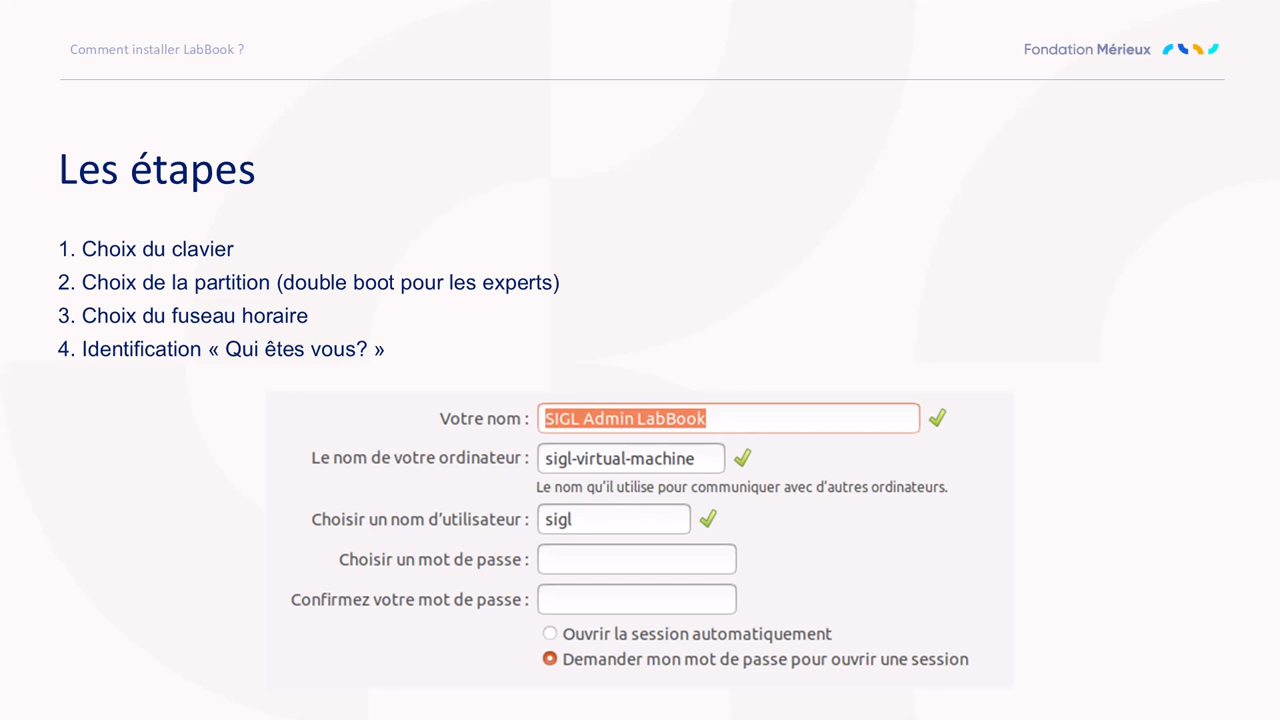 Comment installer LabBook ?
Fondation Mérieux
Les étapes
1. Choix du clavier
2. Choix de la partition (double boot pour les experts)
3. Choix du fuseau horaire
4. Identification « Qui êtes vous? »
Votre nom : SIGL Admin LabBook
Le nom de votre ordinateur : sigl-virtual-machine
Le nom qu'il utilise pour communiquer avec d'autres ordinateurs.
Choisir un nom d'utilisateur : sigl
Choisir un mot de passe :
Confirmez votre mot de passe :
Ouvrir la session automatiquement
Demander mon mot de passe pour ouvrir une session